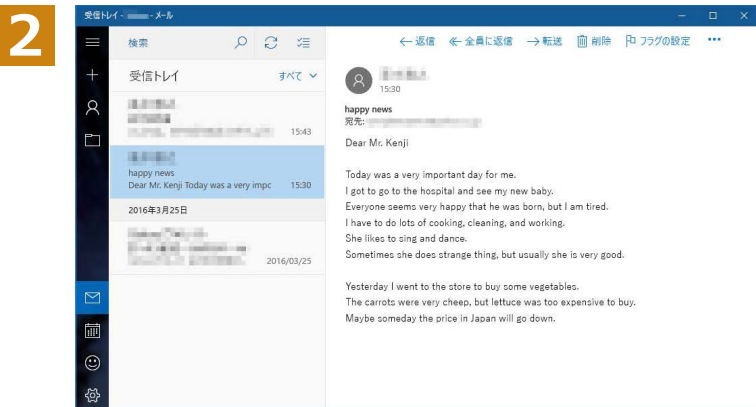 2
受信トレイ - - メール
検索
← 返信 全員に返信 → 転送 削除 フラグの設定 •••
受信トレイ すべて
15:43
happy news
Dear Mr. Kenji Today was a very impc 15:30
2016年3月25日
2016/03/25
15:30
happy news
宛先:
Dear Mr. Kenji
Today was a very important day for me.
I got to go to the hospital and see my new baby.
Everyone seems very happy that he was born, but I am tired.
I have to do lots of cooking, cleaning, and working.
She likes to sing and dance.
Sometimes she does strange thing, but usually she is very good.
Yesterday I went to the store to buy some vegetables.
The carrots were very cheep, but lettuce was too expensive to buy.
Maybe someday the price in Japan will go down.